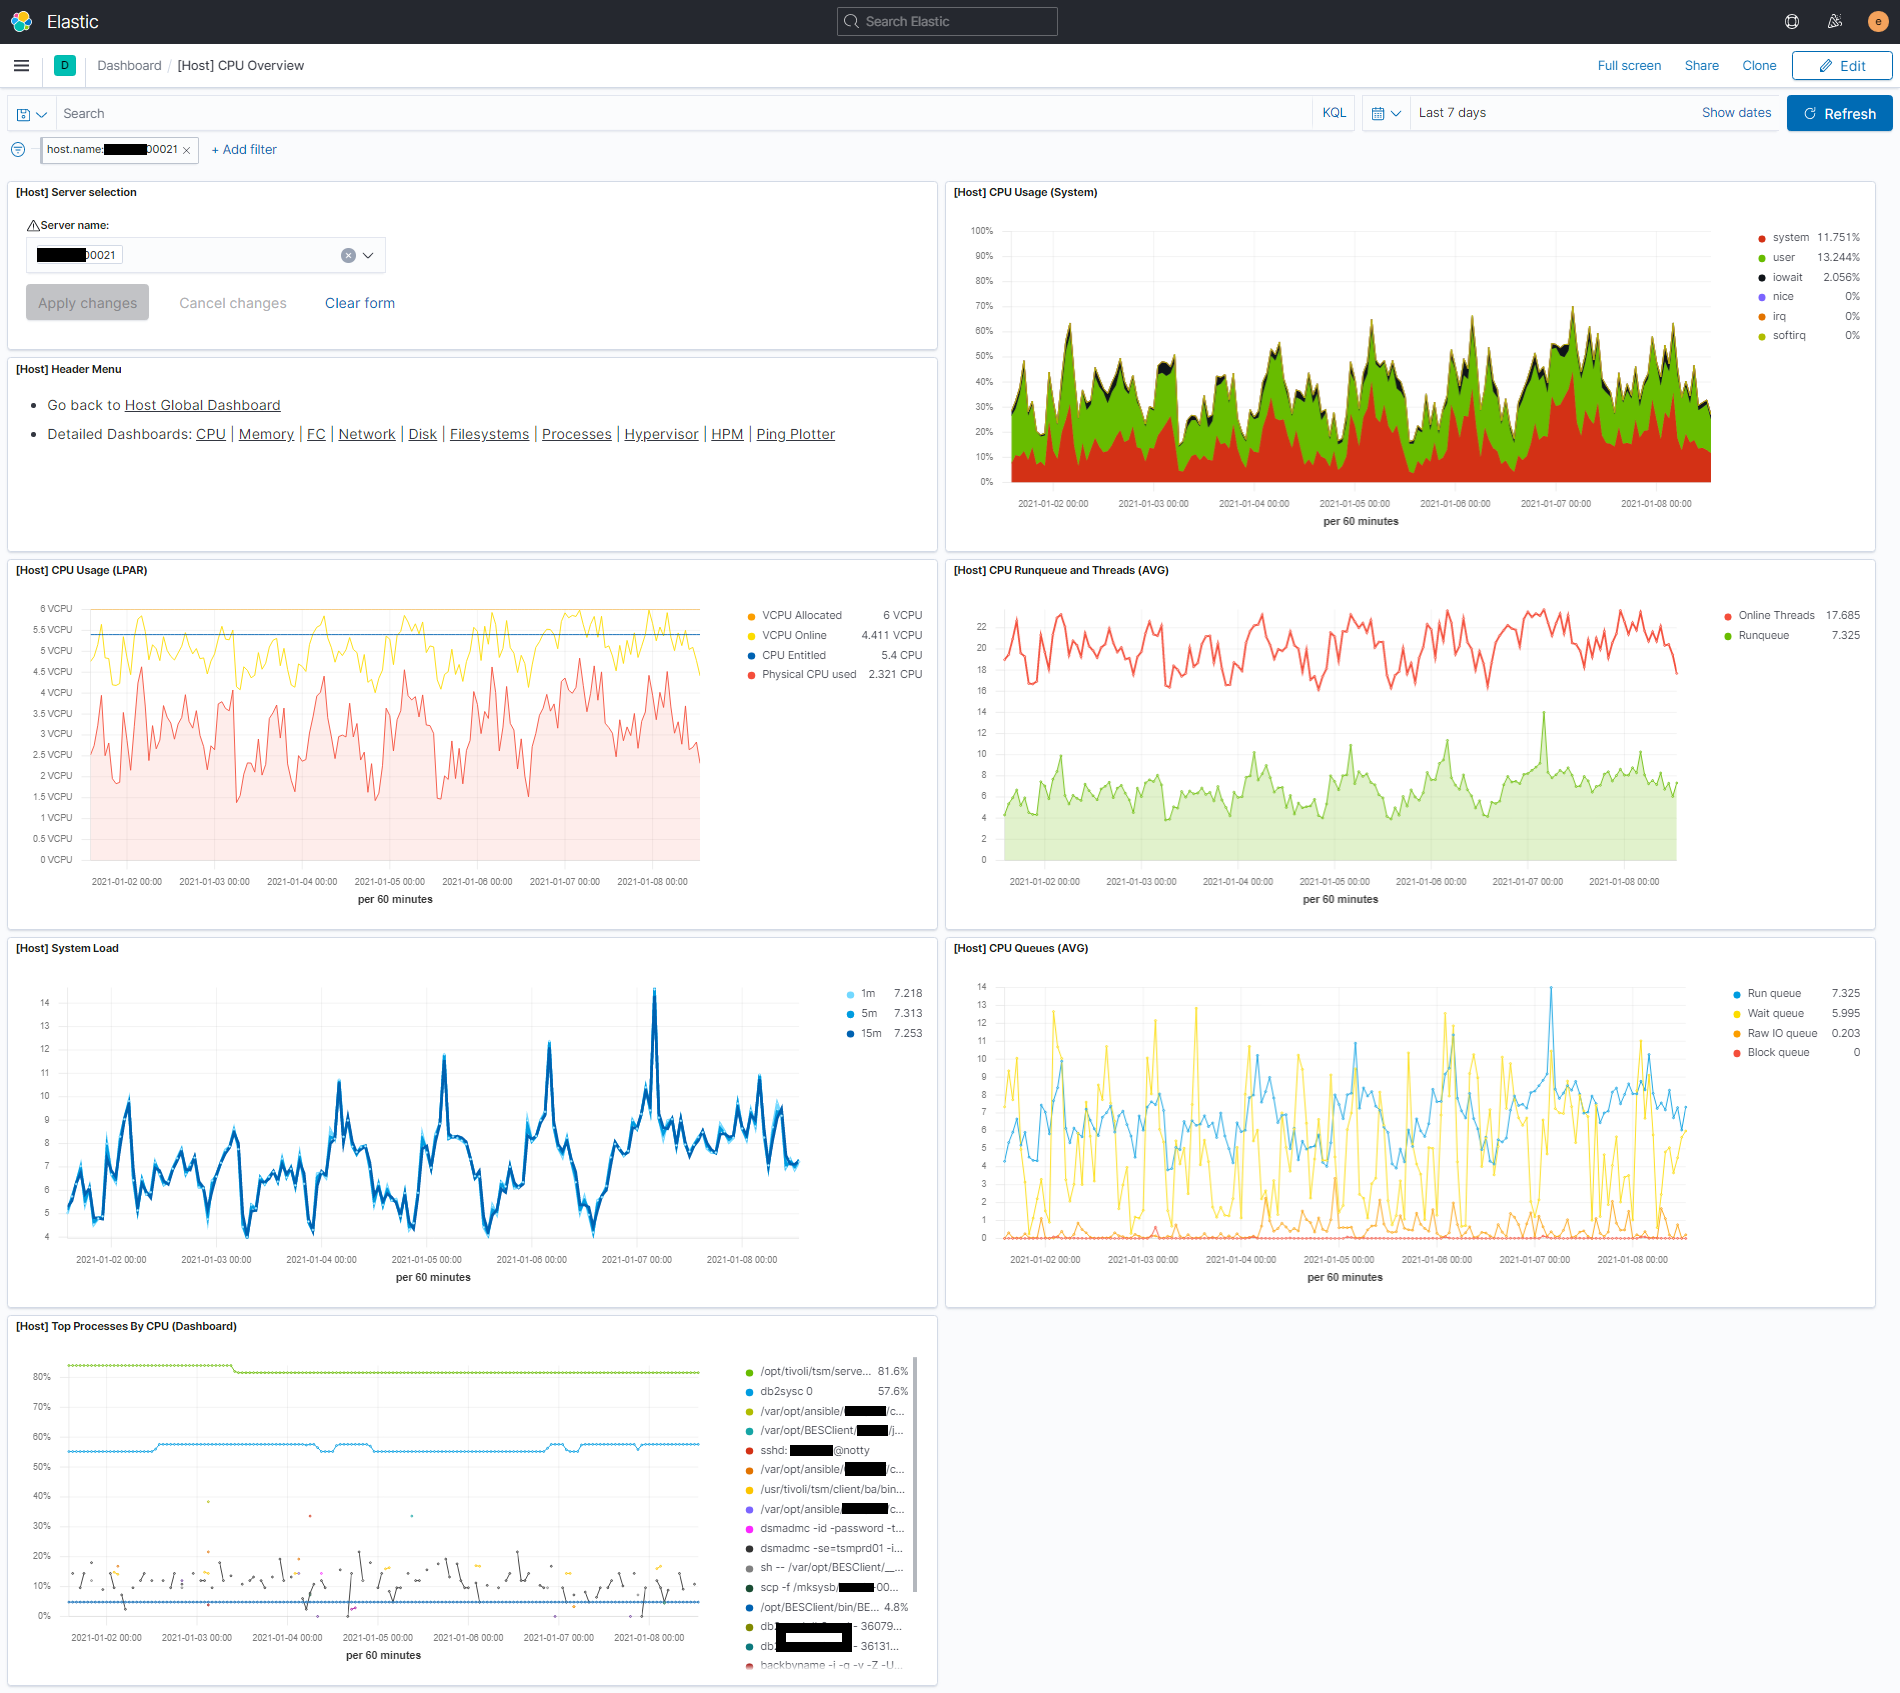 Elastic
Search Elastic
e
D
Dashboard / [Host] CPU Overview
Full screen
Share
Clone
Edit
Search
KQL
Last 7 days
Show dates
Refresh
host.name: 00021 ×
+ Add filter
[Host] Server selection
Server name:
00021
Apply changes
Cancel changes
Clear form
[Host] CPU Usage (System)
100%
90%
80%
70%
60%
50%
40%
30%
20%
10%
0%
2021-01-02 00:00
2021-01-03 00:00
2021-01-04 00:00
2021-01-05 00:00
2021-01-06 00:00
2021-01-07 00:00
2021-01-08 00:00
per 60 minutes
system 11.751%
user 13.244%
iowait 2.056%
nice 0%
irq 0%
softirq 0%
[Host] Header Menu
• Go back to Host Global Dashboard
• Detailed Dashboards: CPU | Memory | FC | Network | Disk | Filesystems | Processes | Hypervisor | HPM | Ping Plotter
[Host] CPU Usage (LPAR)
6 VCPU
5.5 VCPU
5 VCPU
4.5 VCPU
4 VCPU
3.5 VCPU
3 VCPU
2.5 VCPU
2 VCPU
1.5 VCPU
1 VCPU
0.5 VCPU
0 VCPU
2021-01-02 00:00
2021-01-03 00:00
2021-01-04 00:00
2021-01-05 00:00
2021-01-06 00:00
2021-01-07 00:00
2021-01-08 00:00
per 60 minutes
VCPU Allocated 6 VCPU
VCPU Online 4.411 VCPU
CPU Entitled 5.4 CPU
Physical CPU used 2.321 CPU
[Host] CPU Runqueue and Threads (AVG)
22
20
18
16
14
12
10
8
6
4
2
0
2021-01-02 00:00
2021-01-03 00:00
2021-01-04 00:00
2021-01-05 00:00
2021-01-06 00:00
2021-01-07 00:00
2021-01-08 00:00
per 60 minutes
Online Threads 17.685
Runqueue 7.325
[Host] System Load
14
13
12
11
10
9
8
7
6
5
4
2021-01-02 00:00
2021-01-03 00:00
2021-01-04 00:00
2021-01-05 00:00
2021-01-06 00:00
2021-01-07 00:00
2021-01-08 00:00
per 60 minutes
1m 7.218
5m 7.313
15m 7.253
[Host] CPU Queues (AVG)
14
13
12
11
10
9
8
7
6
5
4
3
2
1
0
2021-01-02 00:00
2021-01-03 00:00
2021-01-04 00:00
2021-01-05 00:00
2021-01-06 00:00
2021-01-07 00:00
2021-01-08 00:00
per 60 minutes
Run queue 7.325
Wait queue 5.995
Raw IO queue 0.203
Block queue 0
[Host] Top Processes By CPU (Dashboard)
80%
70%
60%
50%
40%
30%
20%
10%
0%
2021-01-02 00:00
2021-01-03 00:00
2021-01-04 00:00
2021-01-05 00:00
2021-01-06 00:00
2021-01-07 00:00
2021-01-08 00:00
per 60 minutes
/opt/tivoli/tsm/serve... 81.6%
db2sysc 0 57.6%
/var/opt/ansible/ /c...
/var/opt/BESClient/ /j...
sshd: @notty
/var/opt/ansible/ /c...
/usr/tivoli/tsm/client/ba/bin...
/var/opt/ansible/ c...
dsmadmc -id -password -t...
dsmadmc -se=tsmprd01 -i...
sh -- /var/opt/BESClient/__...
scp -f /mksysb/ -00...
/opt/BESClient/bin/BE... 4.8%
- 36079...
- 36131...
backbyname -i -q -v -Z -U...